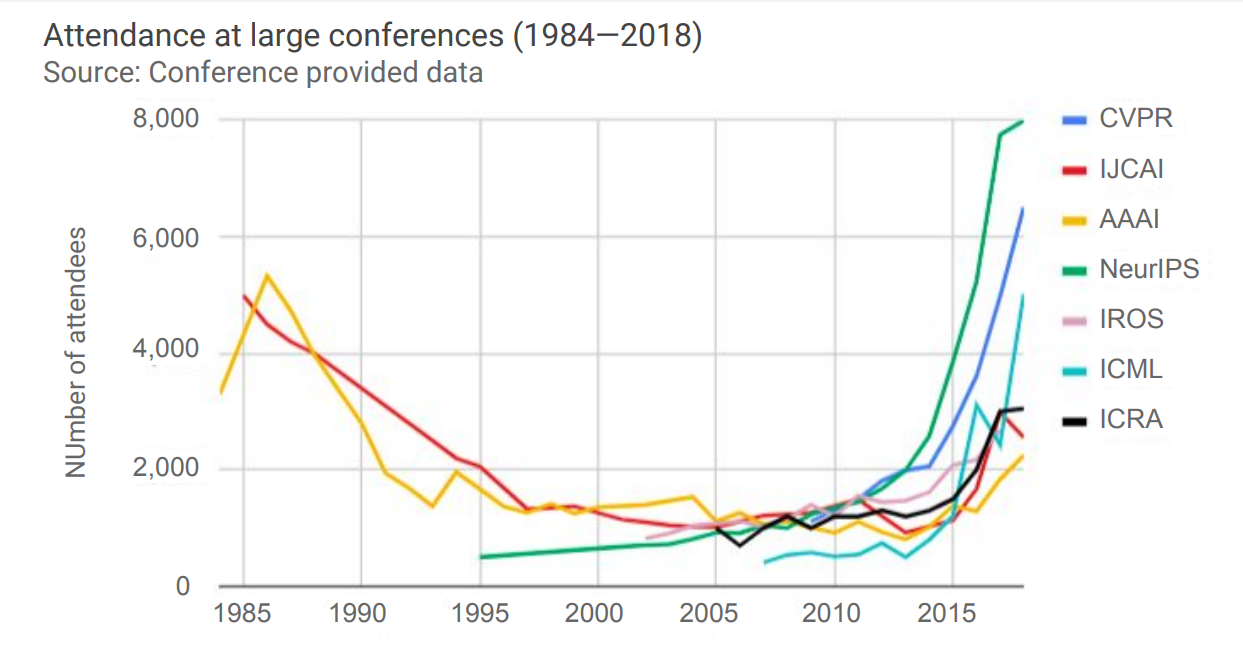 Attendance at large conferences (1984—2018)
Source: Conference provided data
NUmber of attendees
8,000
6,000
4,000
2,000
0
1985 1990 1995 2000 2005 2010 2015
CVPR
IJCAI
AAAI
NeurIPS
IROS
ICML
ICRA